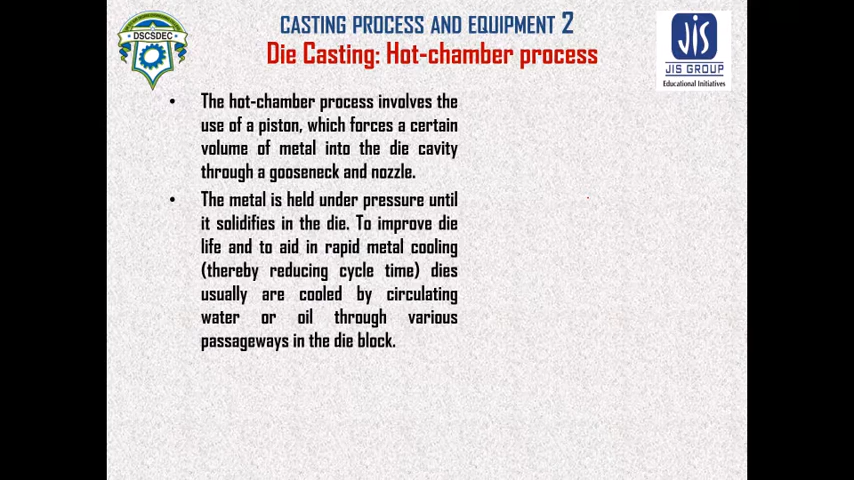 CASTING PROCESS AND EQUIPMENT 2
Die Casting: Hot-chamber process
DSCSDEC
JIS
JIS GROUP
Educational Initiatives
• The hot-chamber process involves the
use of a piston, which forces a certain
volume of metal into the die cavity
through a gooseneck and nozzle.
• The metal is held under pressure until
it solidifies in the die. To improve die
life and to aid in rapid metal cooling
(thereby reducing cycle time) dies
usually are cooled by circulating
water or oil through various
passageways in the die block.